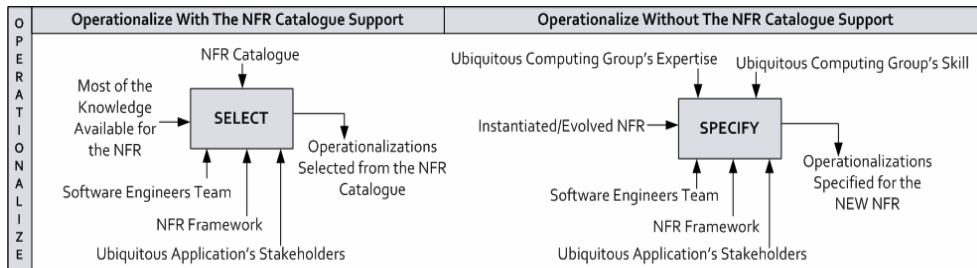 OPERATIONALIZE
Operationalize With The NFR Catalogue Support
NFR Catalogue
Most of the
Knowledge
Available for
the NFR
SELECT
Operationalizations
Selected from the NFR
Catalogue
Software Engineers Team
NFR Framework
Ubiquitous Application's Stakeholders
Operationalize Without The NFR Catalogue Support
Ubiquitous Computing Group's Expertise
Ubiquitous Computing Group's Skill
Instantiated/Evolved NFR
SPECIFY
Operationalizations
Specified for the
NEW NFR
Software Engineers Team
NFR Framework
Ubiquitous Application's Stakeholders